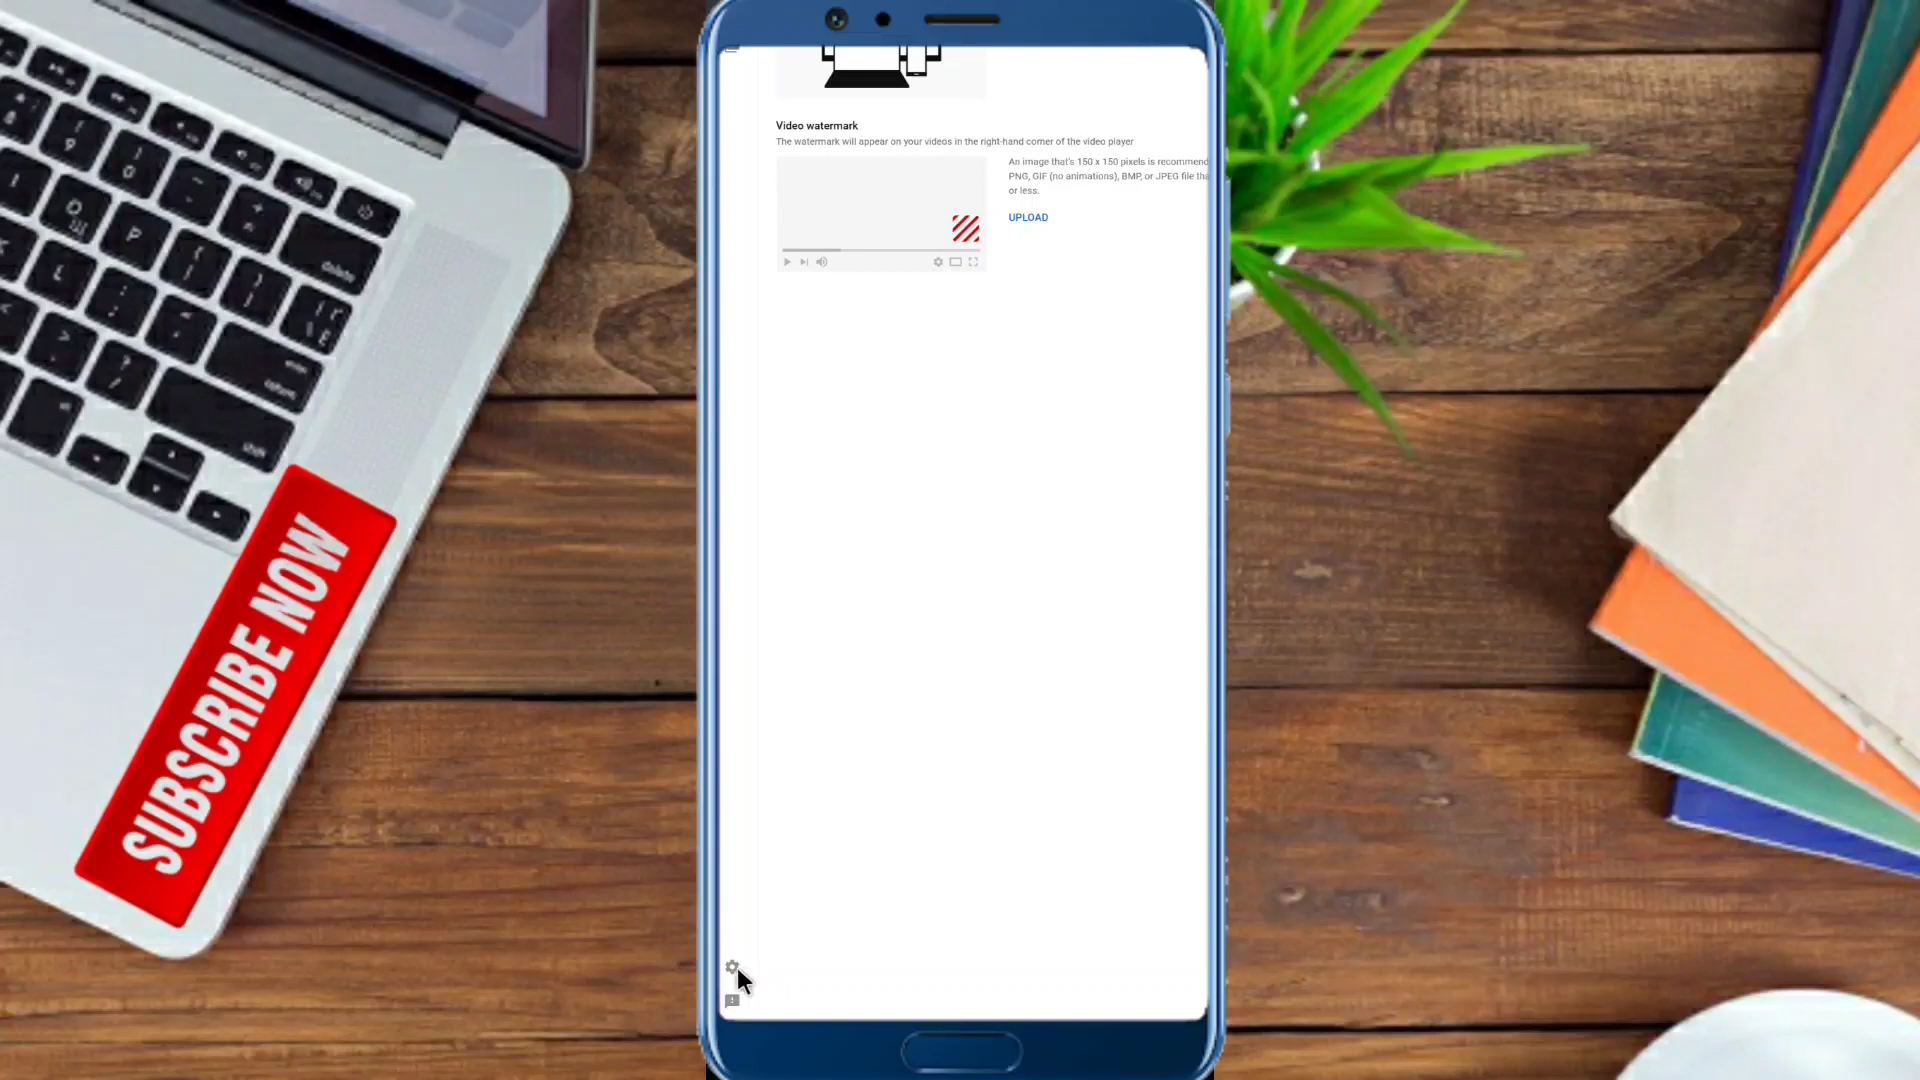 Video watermark
The watermark will appear on your videos in the right-hand corner of the video player
An image that's 150 x 150 pixels is recommend
PNG, GIF (no animations), BMP, or JPEG file tha
or less.
UPLOAD
SUBSCRIBE NOW
delete